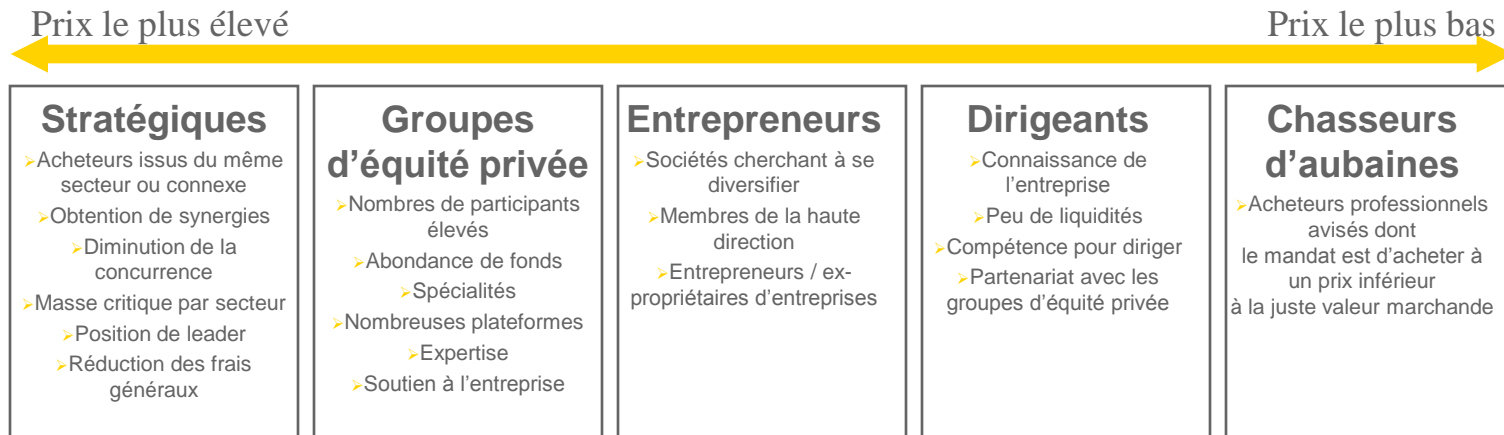 Prix le plus élevé
Prix le plus bas
Stratégiques
➢Acheteurs issus du même
secteur ou connexe
➢Obtention de synergies
➢Diminution de la
concurrence
➢Masse critique par secteur
➢Position de leader
➢Réduction des frais
généraux
Groupes
d’équité privée
➢Nombres de participants
élevés
➢Abondance de fonds
➢Spécialités
➢Nombreuses plateformes
➢Expertise
➢Soutien à l’entreprise
Entrepreneurs
➢Sociétés cherchant à se
diversifier
➢Membres de la haute
direction
➢Entrepreneurs / ex-
propriétaires d’entreprises
Dirigeants
➢Connaissance de
l’entreprise
➢Peu de liquidités
➢Compétence pour diriger
➢Partenariat avec les
groupes d’équité privée
Chasseurs
d’aubaines
➢Acheteurs professionnels
avisés dont
le mandat est d’acheter à
un prix inférieur
à la juste valeur marchande